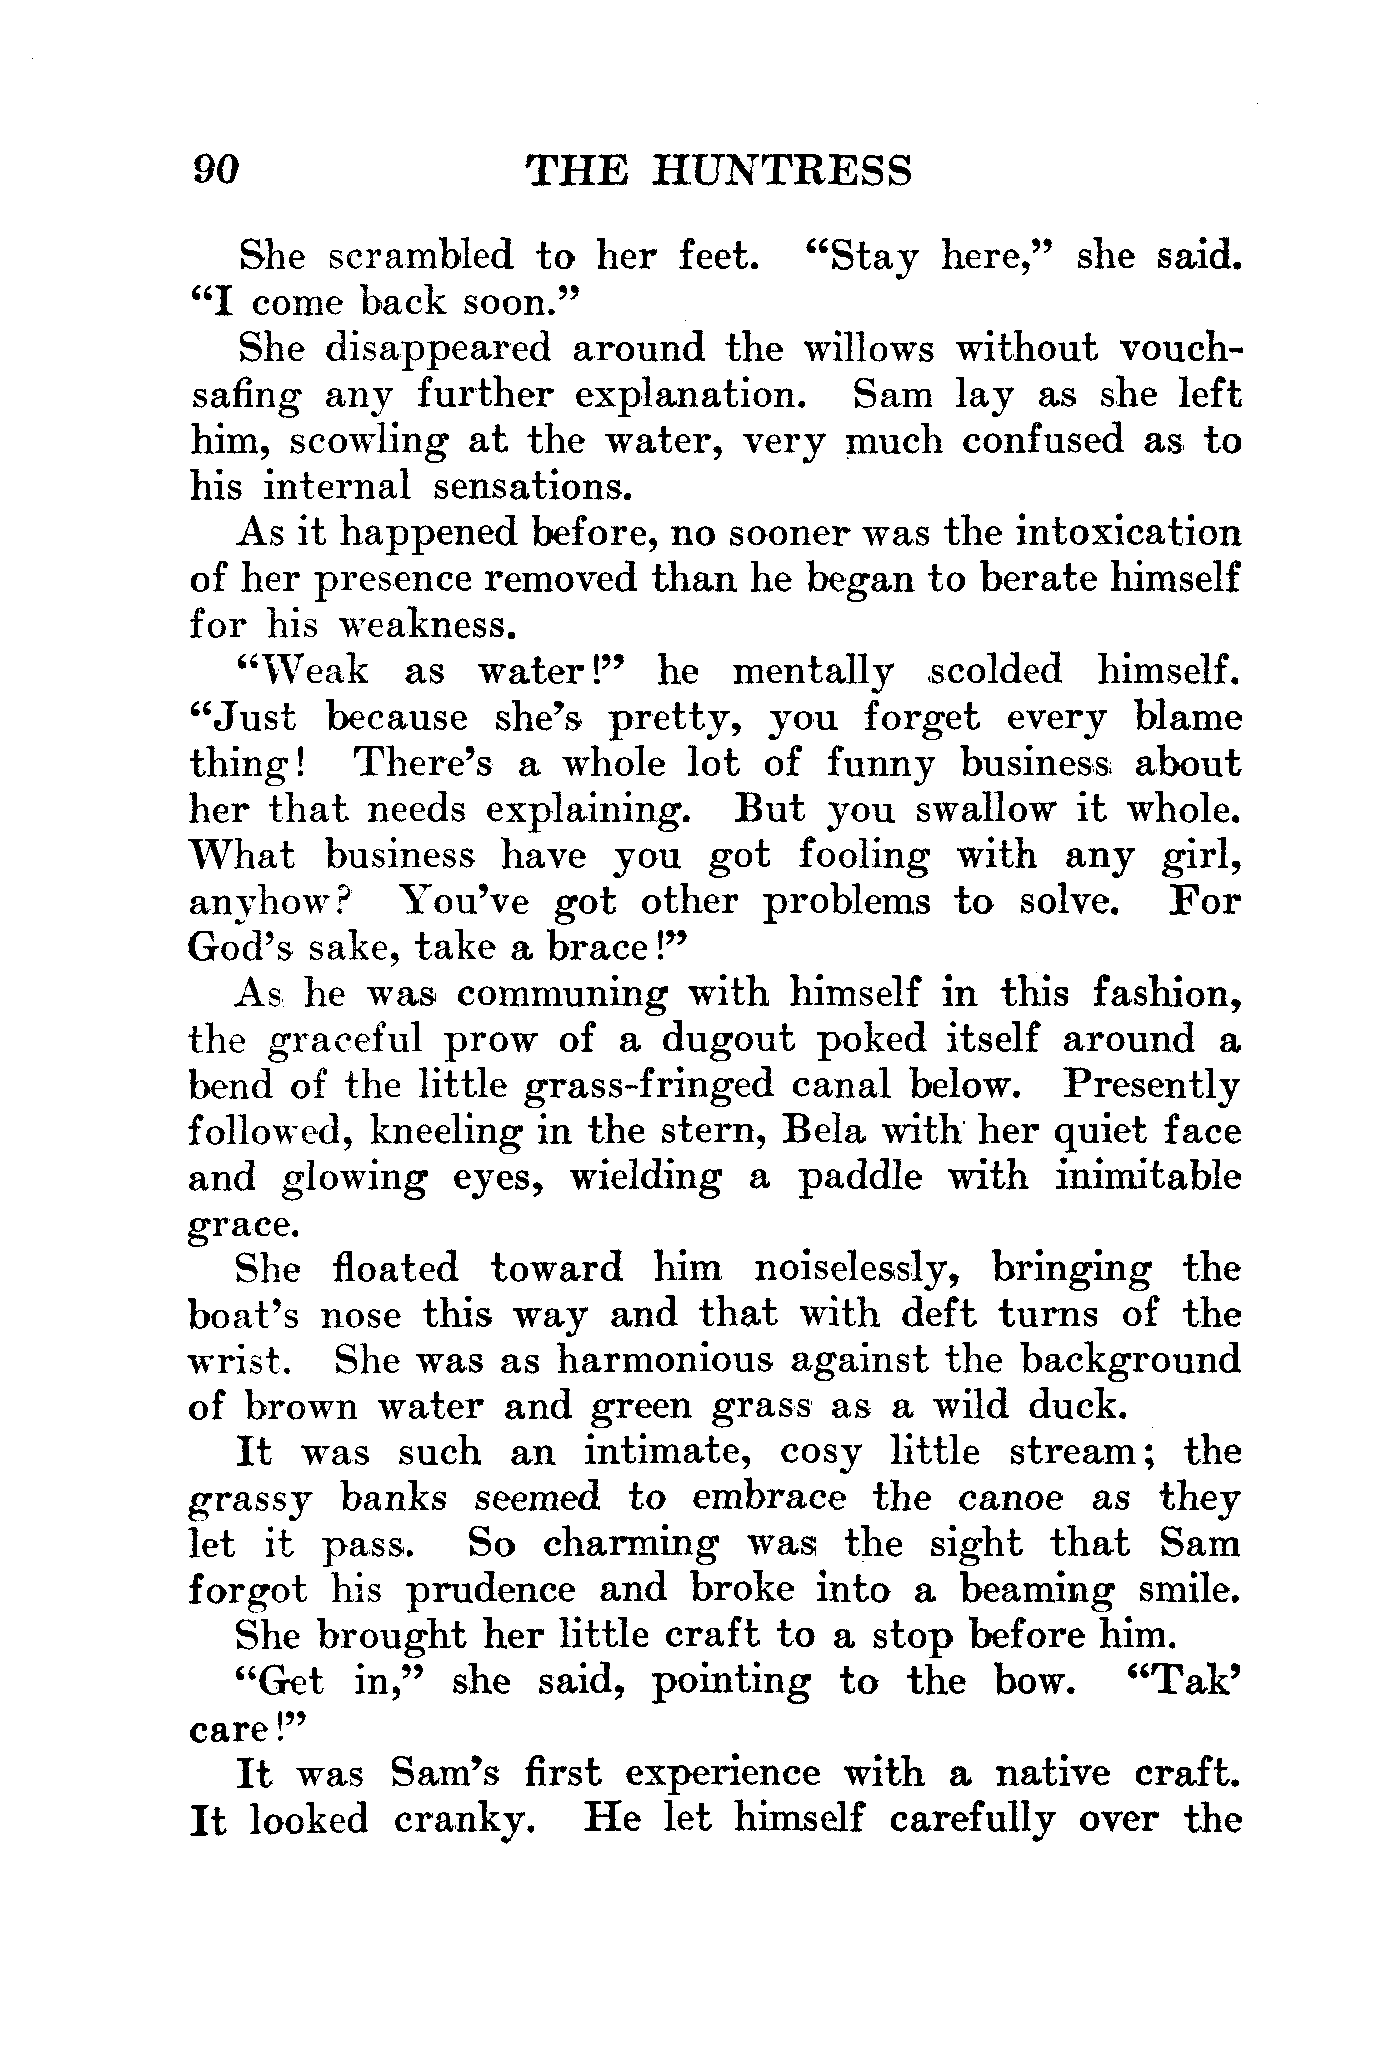 90 THE HUNTRESS
She scrambled to her feet. “Stay here,” she said.
“I come back soon.”
She disappeared around the willows without vouch-
safing any further explanation. Sam lay as she left
him, scowling at the water, very much confused as to
his internal sensations.
As it happened before, no sooner was the intoxication
of her presence removed than he began to berate himself
for his weakness.
“Weak as water!” he mentally scolded himself.
“Just because she’s pretty, you forget every blame
thing! There’s a whole lot of funny business about
her that needs explaining. But you swallow it whole.
What business have you got fooling with any girl,
anyhow? You’ve got other problems to solve. For
God’s sake, take a brace!”
As he was communing with himself in this fashion,
the graceful prow of a dugout poked itself around a
bend of the little grass-fringed canal below. Presently
followed, kneeling in the stern, Bela with her quiet face
and glowing eyes, wielding a paddle with inimitable
grace.
She floated toward him noiselessly, bringing the
boat’s nose this way and that with deft turns of the
wrist. She was as harmonious against the background
of brown water and green grass as a wild duck.
It was such an intimate, cosy little stream; the
grassy banks seemed to embrace the canoe as they
let it pass. So charming was the sight that Sam
forgot his prudence and broke into a beaming smile.
She brought her little craft to a stop before him.
“Get in,” she said, pointing to the bow. “Tak’
care!”
It was Sam’s first experience with a native craft.
It looked cranky. He let himself carefully over the